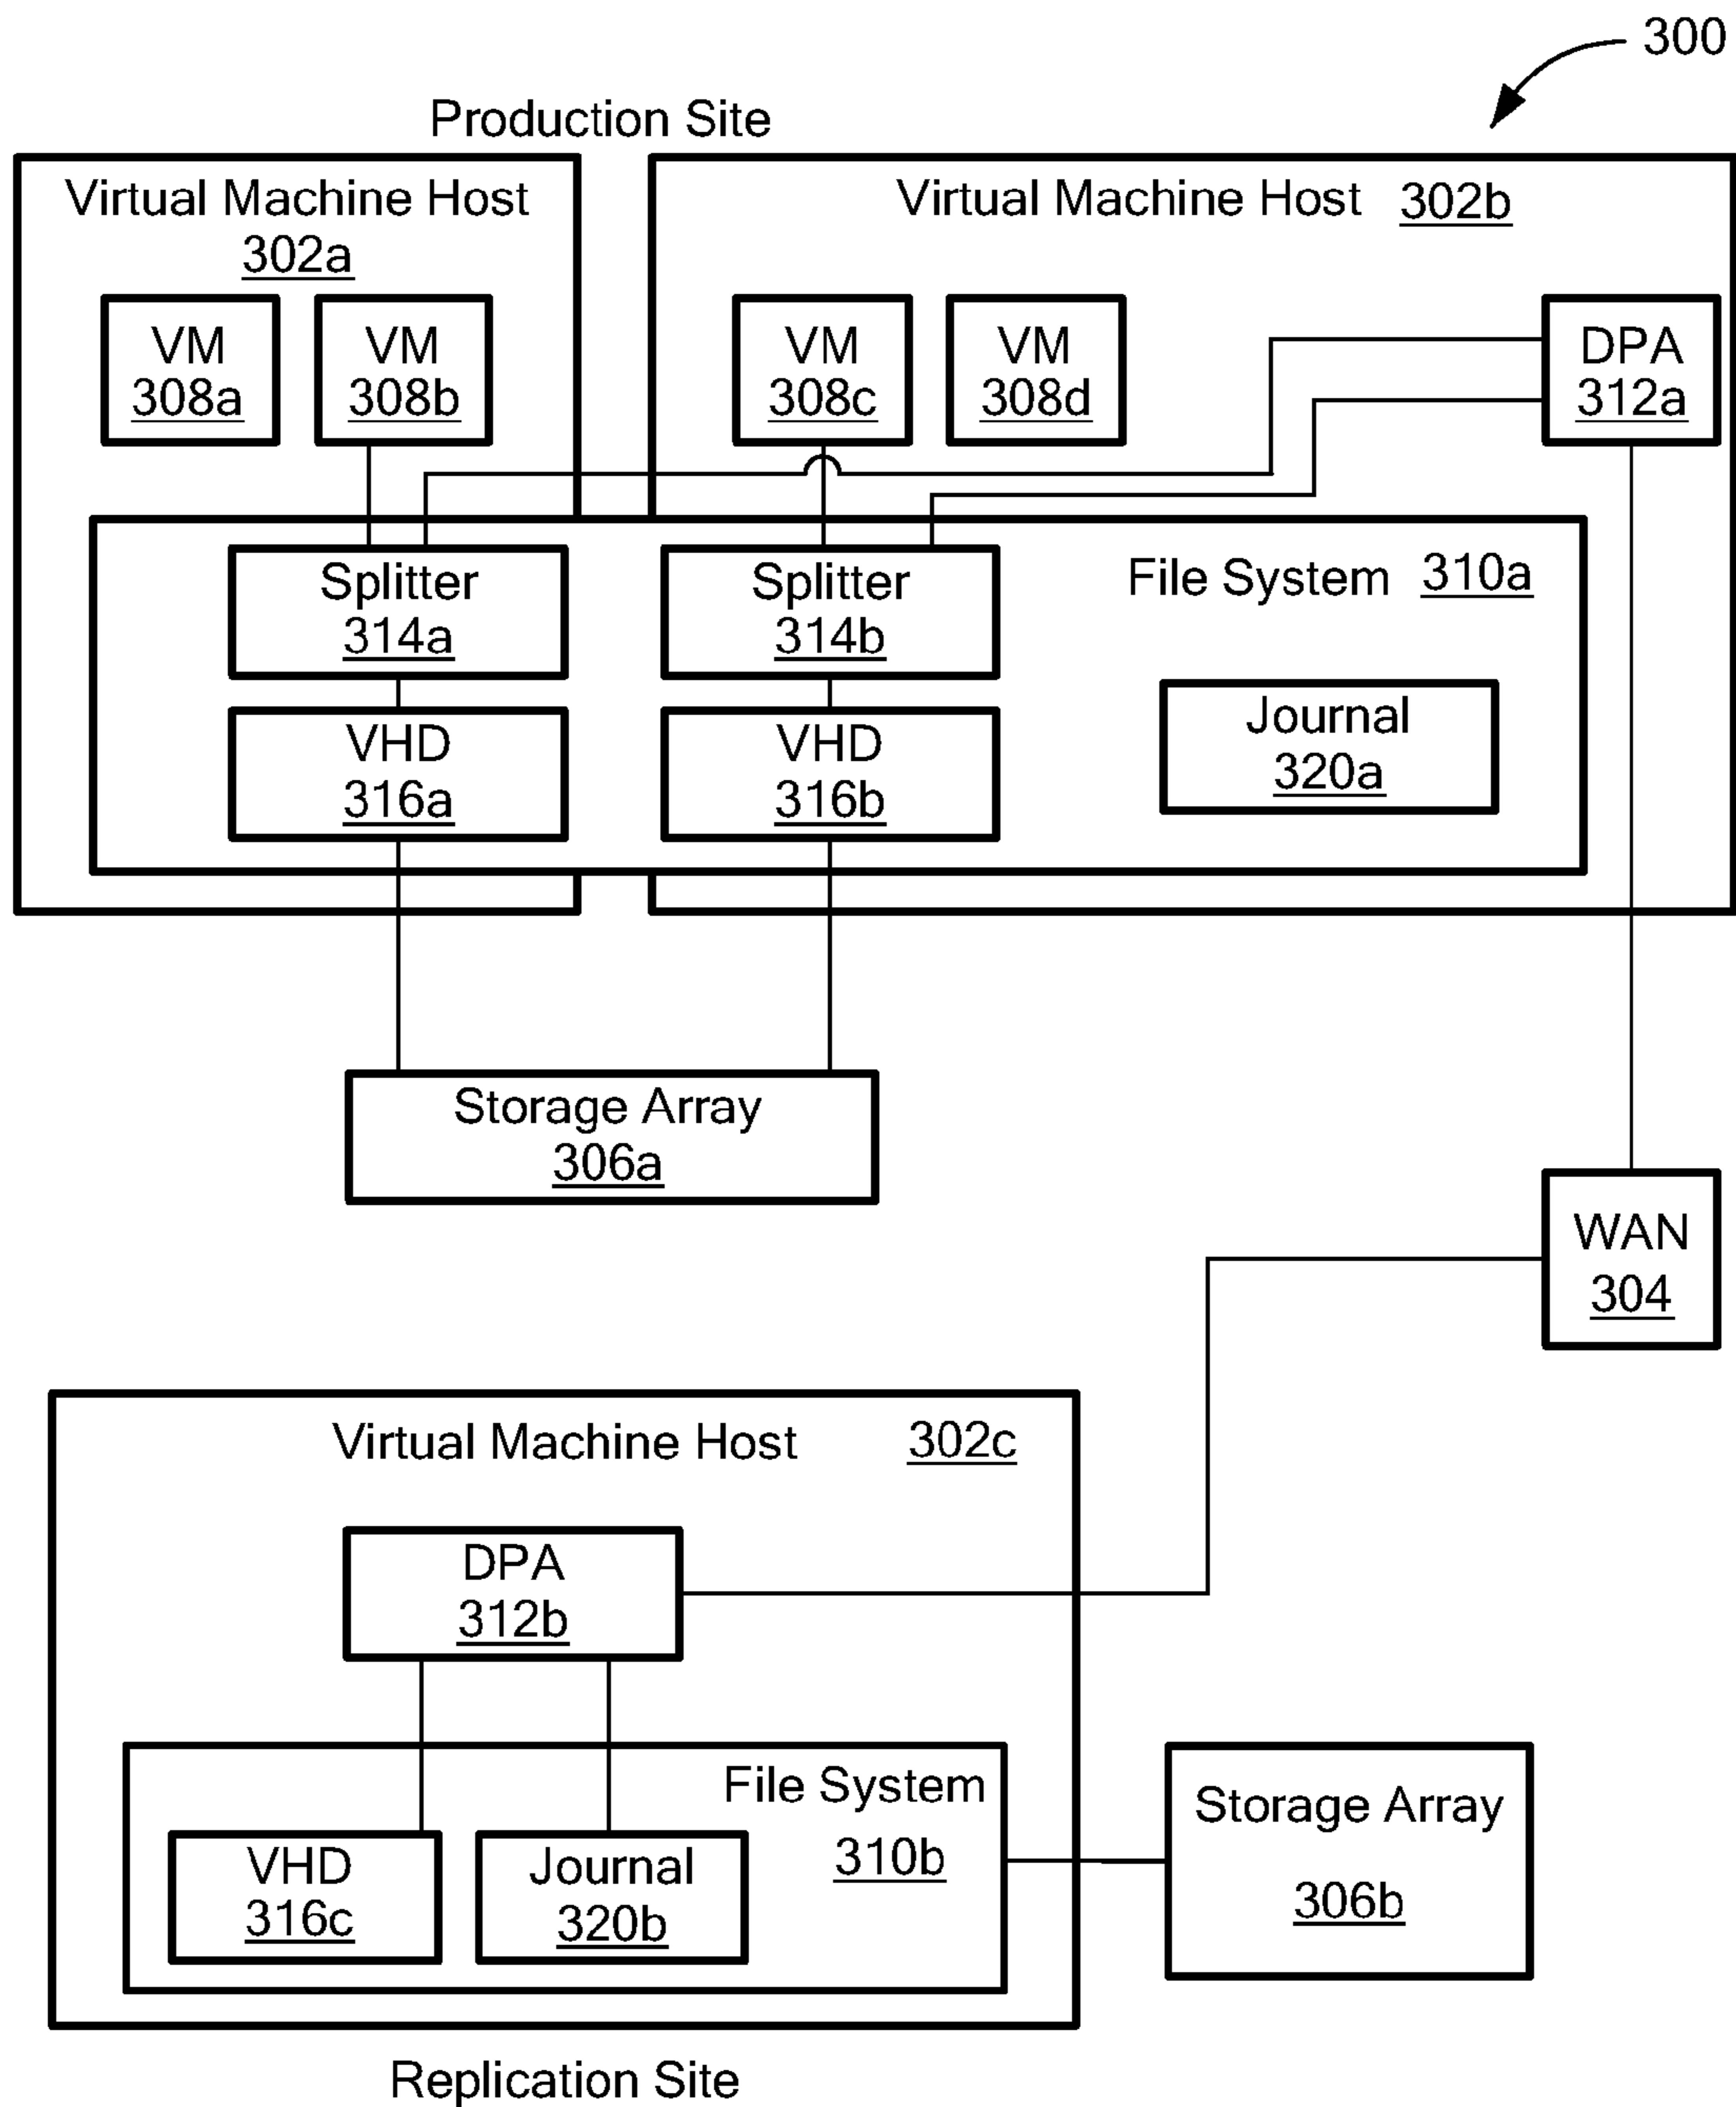 300
Production Site
Virtual Machine Host
302a
VM
308a
VM
308b
Virtual Machine Host 302b
VM
308c
VM
308d
DPA
312a
Splitter
314a
Splitter
314b
File System 310a
VHD
316a
VHD
316b
Journal
320a
Storage Array
306a
WAN
304
Virtual Machine Host 302c
DPA
312b
File System
310b
VHD
316c
Journal
320b
Storage Array
306b
Replication Site